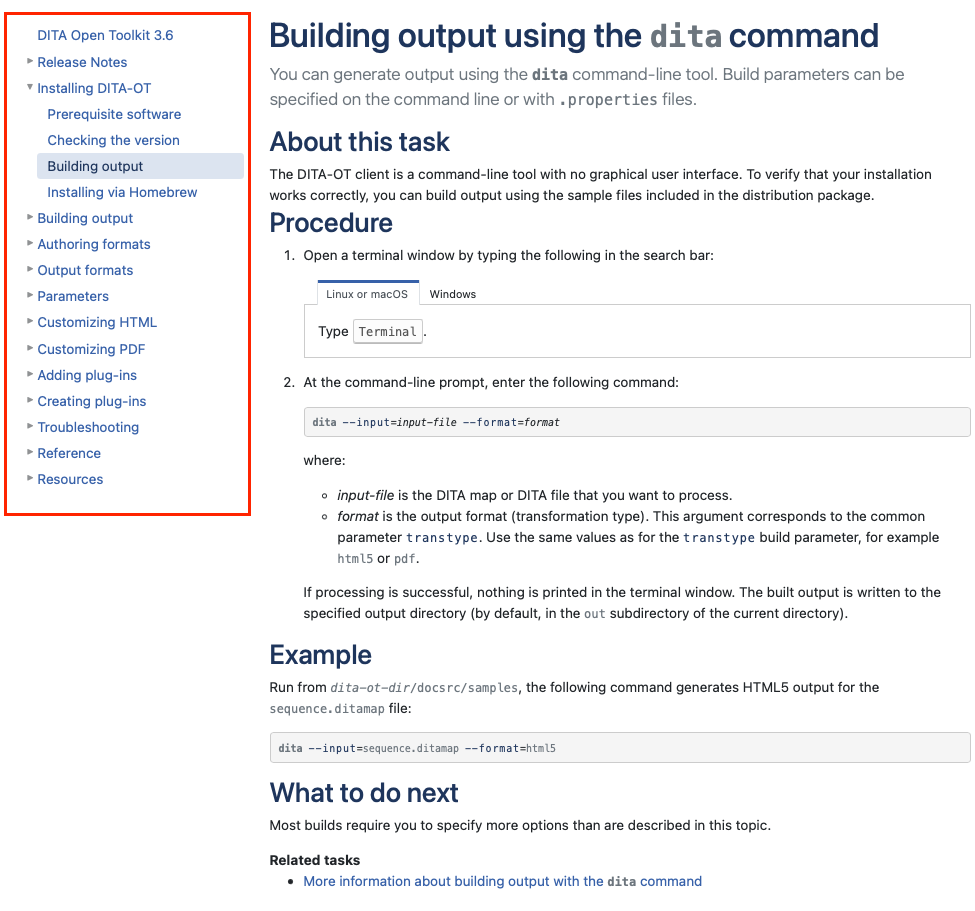 DITA Open Toolkit 3.6
Release Notes
Installing DITA-OT
Prerequisite software
Checking the version
Building output
Installing via Homebrew
Building output
Authoring formats
Output formats
Parameters
Customizing HTML
Customizing PDF
Adding plug-ins
Creating plug-ins
Troubleshooting
Reference
Resources
Building output using the dita command
You can generate output using the dita command-line tool. Build parameters can be
specified on the command line or with .properties files.
About this task
The DITA-OT client is a command-line tool with no graphical user interface. To verify that your installation
works correctly, you can build output using the sample files included in the distribution package.
Procedure
1. Open a terminal window by typing the following in the search bar:
Linux or macOS Windows
Type Terminal.
2. At the command-line prompt, enter the following command:
dita --input=input-file --format=format
where:
input-file is the DITA map or DITA file that you want to process.
format is the output format (transformation type). This argument corresponds to the common
parameter transtype. Use the same values as for the transtype build parameter, for example
html5 or pdf.
If processing is successful, nothing is printed in the terminal window. The built output is written to the
specified output directory (by default, in the out subdirectory of the current directory).
Example
Run from dita-ot-dir/docsrc/samples, the following command generates HTML5 output for the
sequence.ditamap file:
dita --input=sequence.ditamap --format=html5
What to do next
Most builds require you to specify more options than are described in this topic.
Related tasks
More information about building output with the dita command